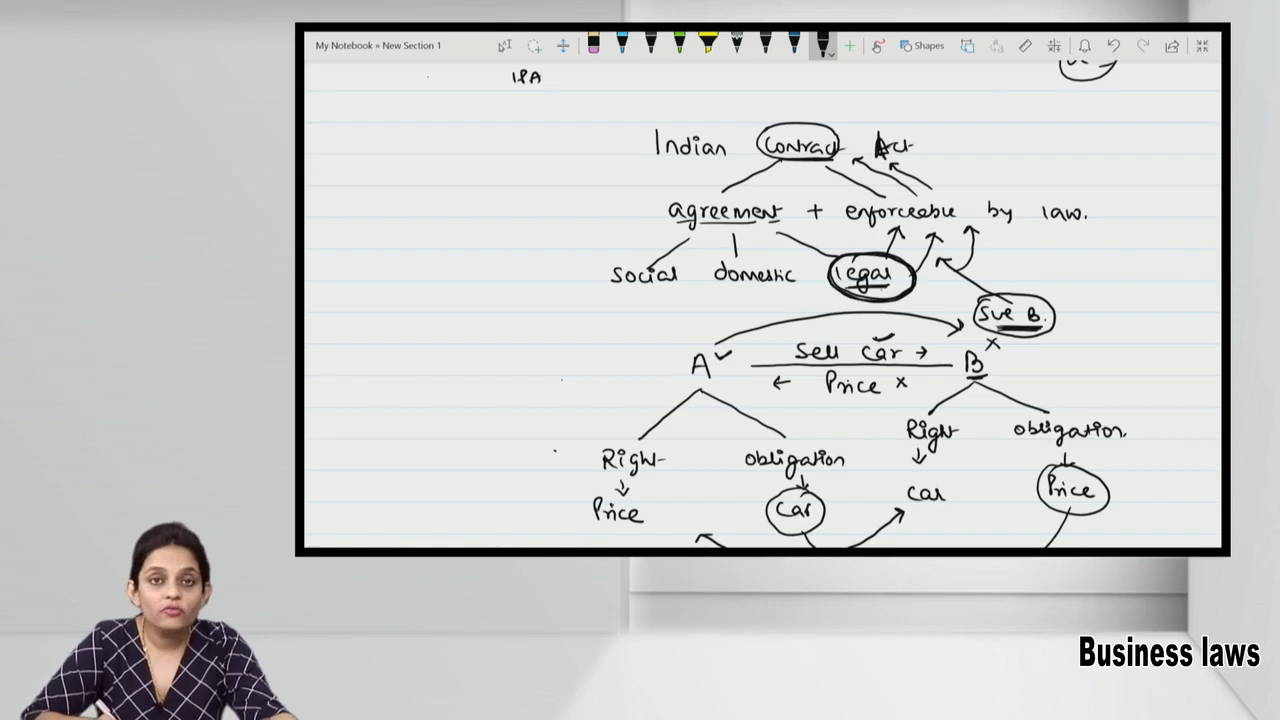 My Notebook » New Section 1
Shapes
IPA
Indian Contract Act
agreement + enforceable by law.
Social domestic legal
Sue B.
A ✓ Sell Car → B x
← Price x
Right obligation
Right obligation.
↓ Price ↓ Car
↓ Car ↓ Price
Business laws